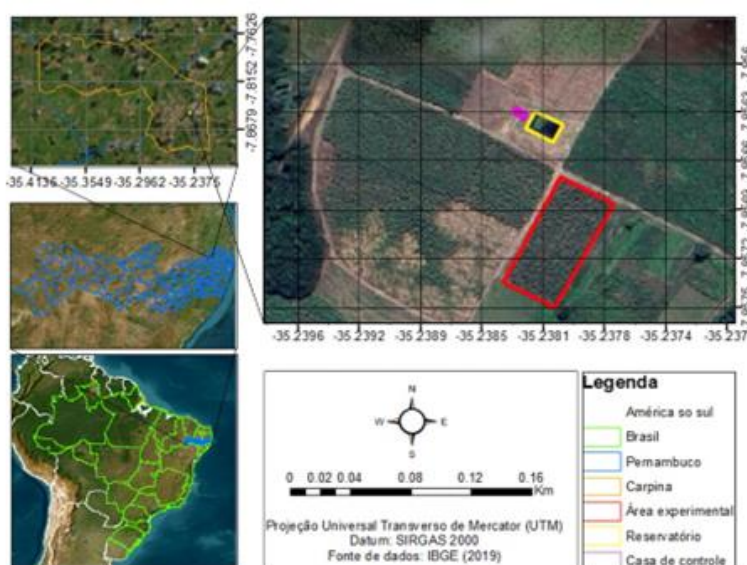 -7.7626
-7.8152
-7.8679
-35.4136 -35.3549 -35.2962 -35.2375
-35.2396 -35.2392 -35.2389 -35.2385 -35.2381 -35.2378 -35.2374 -35.237
N
W E
S
0 0.02 0.04 0.08 0.12 0.16
Km
Projeção Universal Transverso de Mercator (UTM)
Datum: SIRGAS 2000
Fonte de dados: IBGE (2019)
Legenda
América so sul
Brasil
Pernambuco
Carpina
Área experimental
Reservatório
Casa de controle